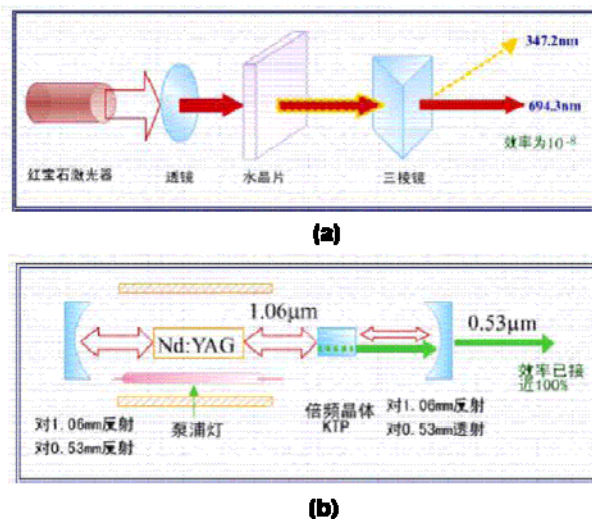 347.2nm
694.3nm
效率为10⁻⁸
红宝石激光器
透镜
水晶片
三棱镜
(a)
1.06μm
0.53μm
Nd:YAG
效率已接
近100%
泵浦灯
倍频晶体
KTP
对1.06mm反射
对0.53mm反射
对1.06mm反射
对0.53mm透射
(b)